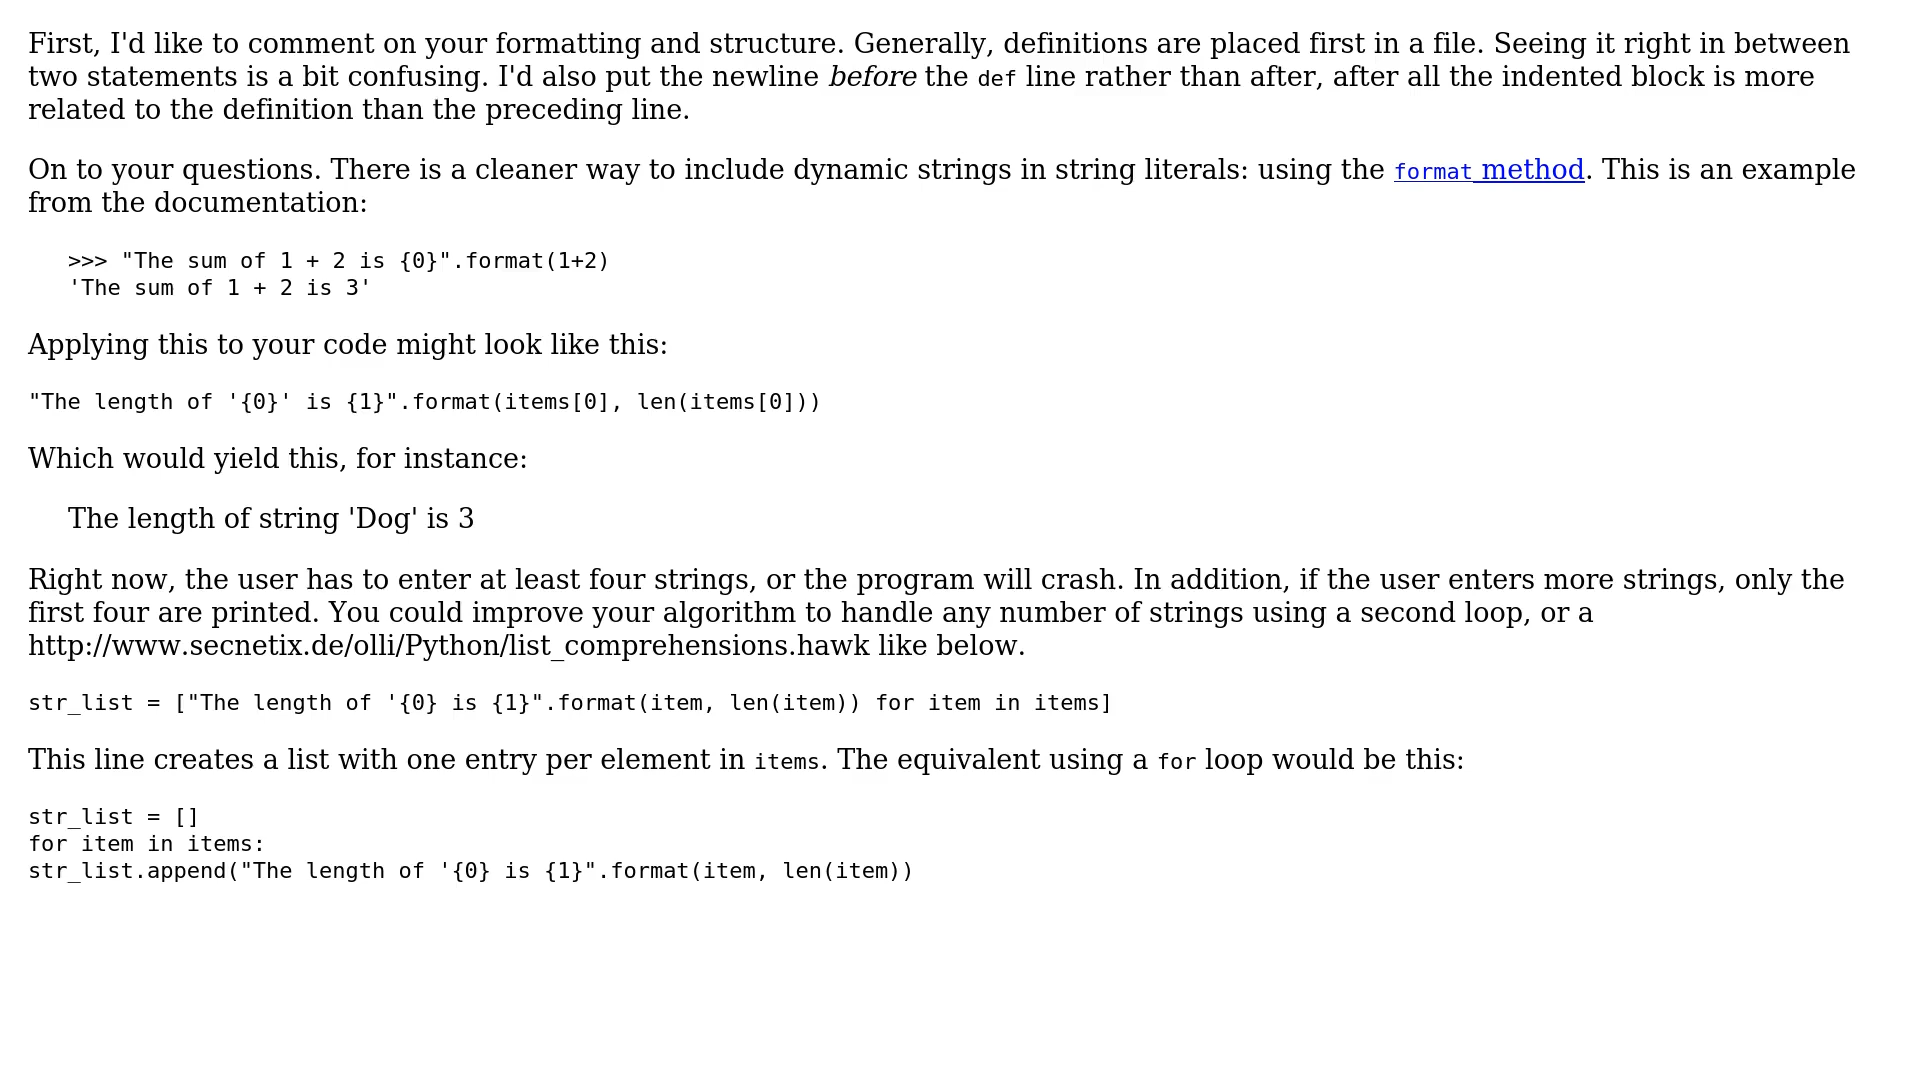 First, I'd like to comment on your formatting and structure. Generally, definitions are placed first in a file. Seeing it right in between
two statements is a bit confusing. I'd also put the newline before the def line rather than after, after all the indented block is more
related to the definition than the preceding line.
On to your questions. There is a cleaner way to include dynamic strings in string literals: using the format method. This is an example
from the documentation:
>>> "The sum of 1 + 2 is {0}".format(1+2)
'The sum of 1 + 2 is 3'
Applying this to your code might look like this:
"The length of '{0}' is {1}".format(items[0], len(items[0]))
Which would yield this, for instance:
The length of string 'Dog' is 3
Right now, the user has to enter at least four strings, or the program will crash. In addition, if the user enters more strings, only the
first four are printed. You could improve your algorithm to handle any number of strings using a second loop, or a
http://www.secnetix.de/olli/Python/list_comprehensions.hawk like below.
str_list = ["The length of '{0} is {1}".format(item, len(item)) for item in items]
This line creates a list with one entry per element in items. The equivalent using a for loop would be this:
str_list = []
for item in items:
str_list.append("The length of '{0} is {1}".format(item, len(item))